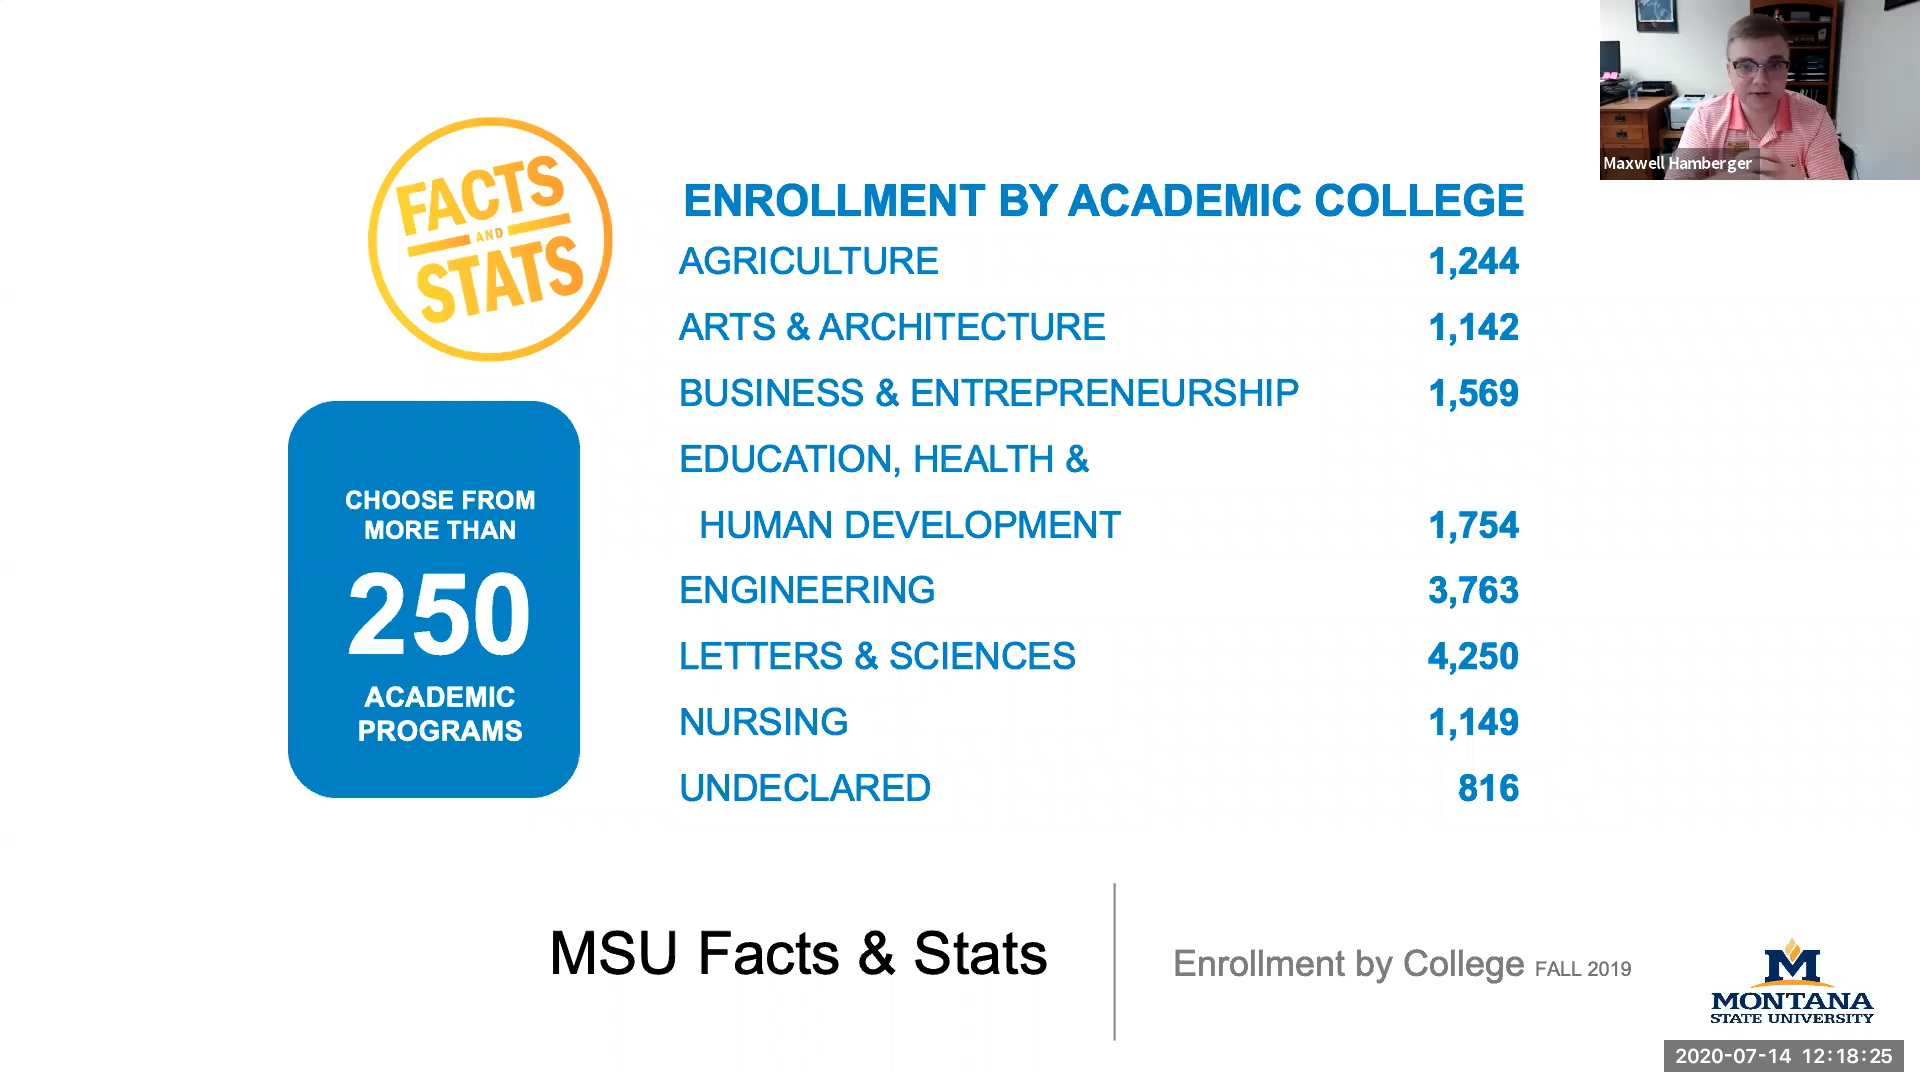 Maxwell Hamberger
FACTS
AND
STATS
ENROLLMENT BY ACADEMIC COLLEGE
AGRICULTURE 1,244
ARTS & ARCHITECTURE 1,142
BUSINESS & ENTREPRENEURSHIP 1,569
EDUCATION, HEALTH &
HUMAN DEVELOPMENT 1,754
ENGINEERING 3,763
LETTERS & SCIENCES 4,250
NURSING 1,149
UNDECLARED 816
CHOOSE FROM
MORE THAN
250
ACADEMIC
PROGRAMS
MSU Facts & Stats
Enrollment by College FALL 2019
M
MONTANA
STATE UNIVERSITY
2020-07-14 12:18:25